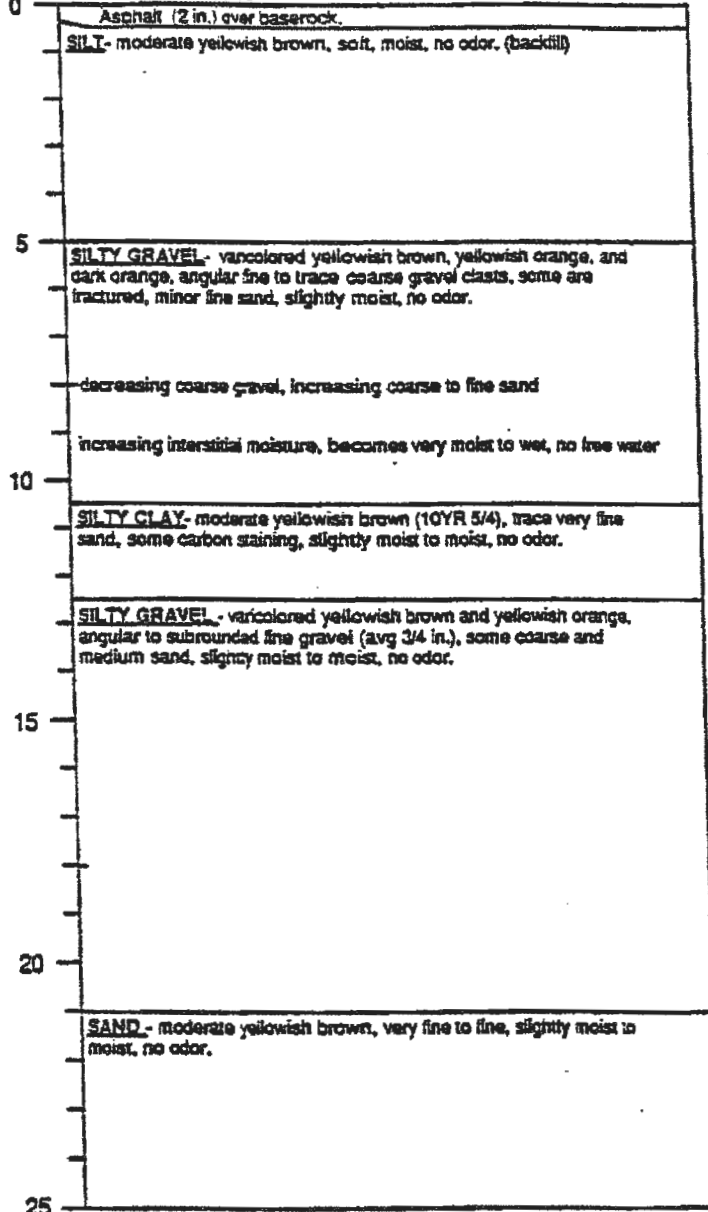 0
Asphalt (2 in.) over baserock.
SILT- moderate yellowish brown, soft, moist, no odor. (backfill)
5
SILTY GRAVEL- varicolored yellowish brown, yellowish orange, and
dark orange, angular fine to trace coarse gravel clasts, some are
fractured, minor fine sand, slightly moist, no odor.
decreasing coarse gravel, increasing coarse to fine sand
increasing interstitial moisture, becomes very moist to wet, no free water
10
SILTY CLAY- moderate yellowish brown (10YR 5/4), trace very fine
sand, some carbon staining, slightly moist to moist, no odor.
SILTY GRAVEL - varicolored yellowish brown and yellowish orange,
angular to subrounded fine gravel (avg 3/4 in.), some coarse and
medium sand, slighty moist to moist, no odor.
15
20
SAND - moderate yellowish brown, very fine to fine, slightly moist to
moist, no odor.
25